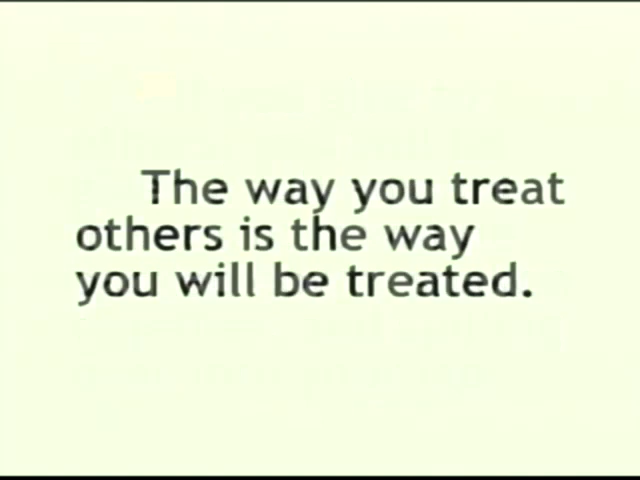 The way you treat
others is the way
you will be treated.